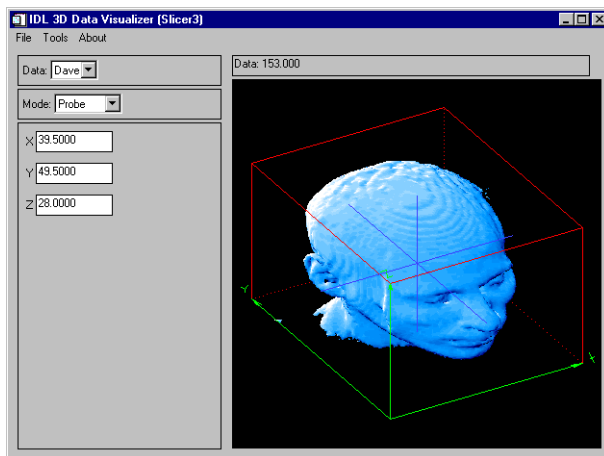 IDL 3D Data Visualizer (Slicer3)
File Tools About
Data: Dave
Data: 153.000
Mode: Probe
X 39.5000
Y 49.5000
Z 28.0000
Y
X